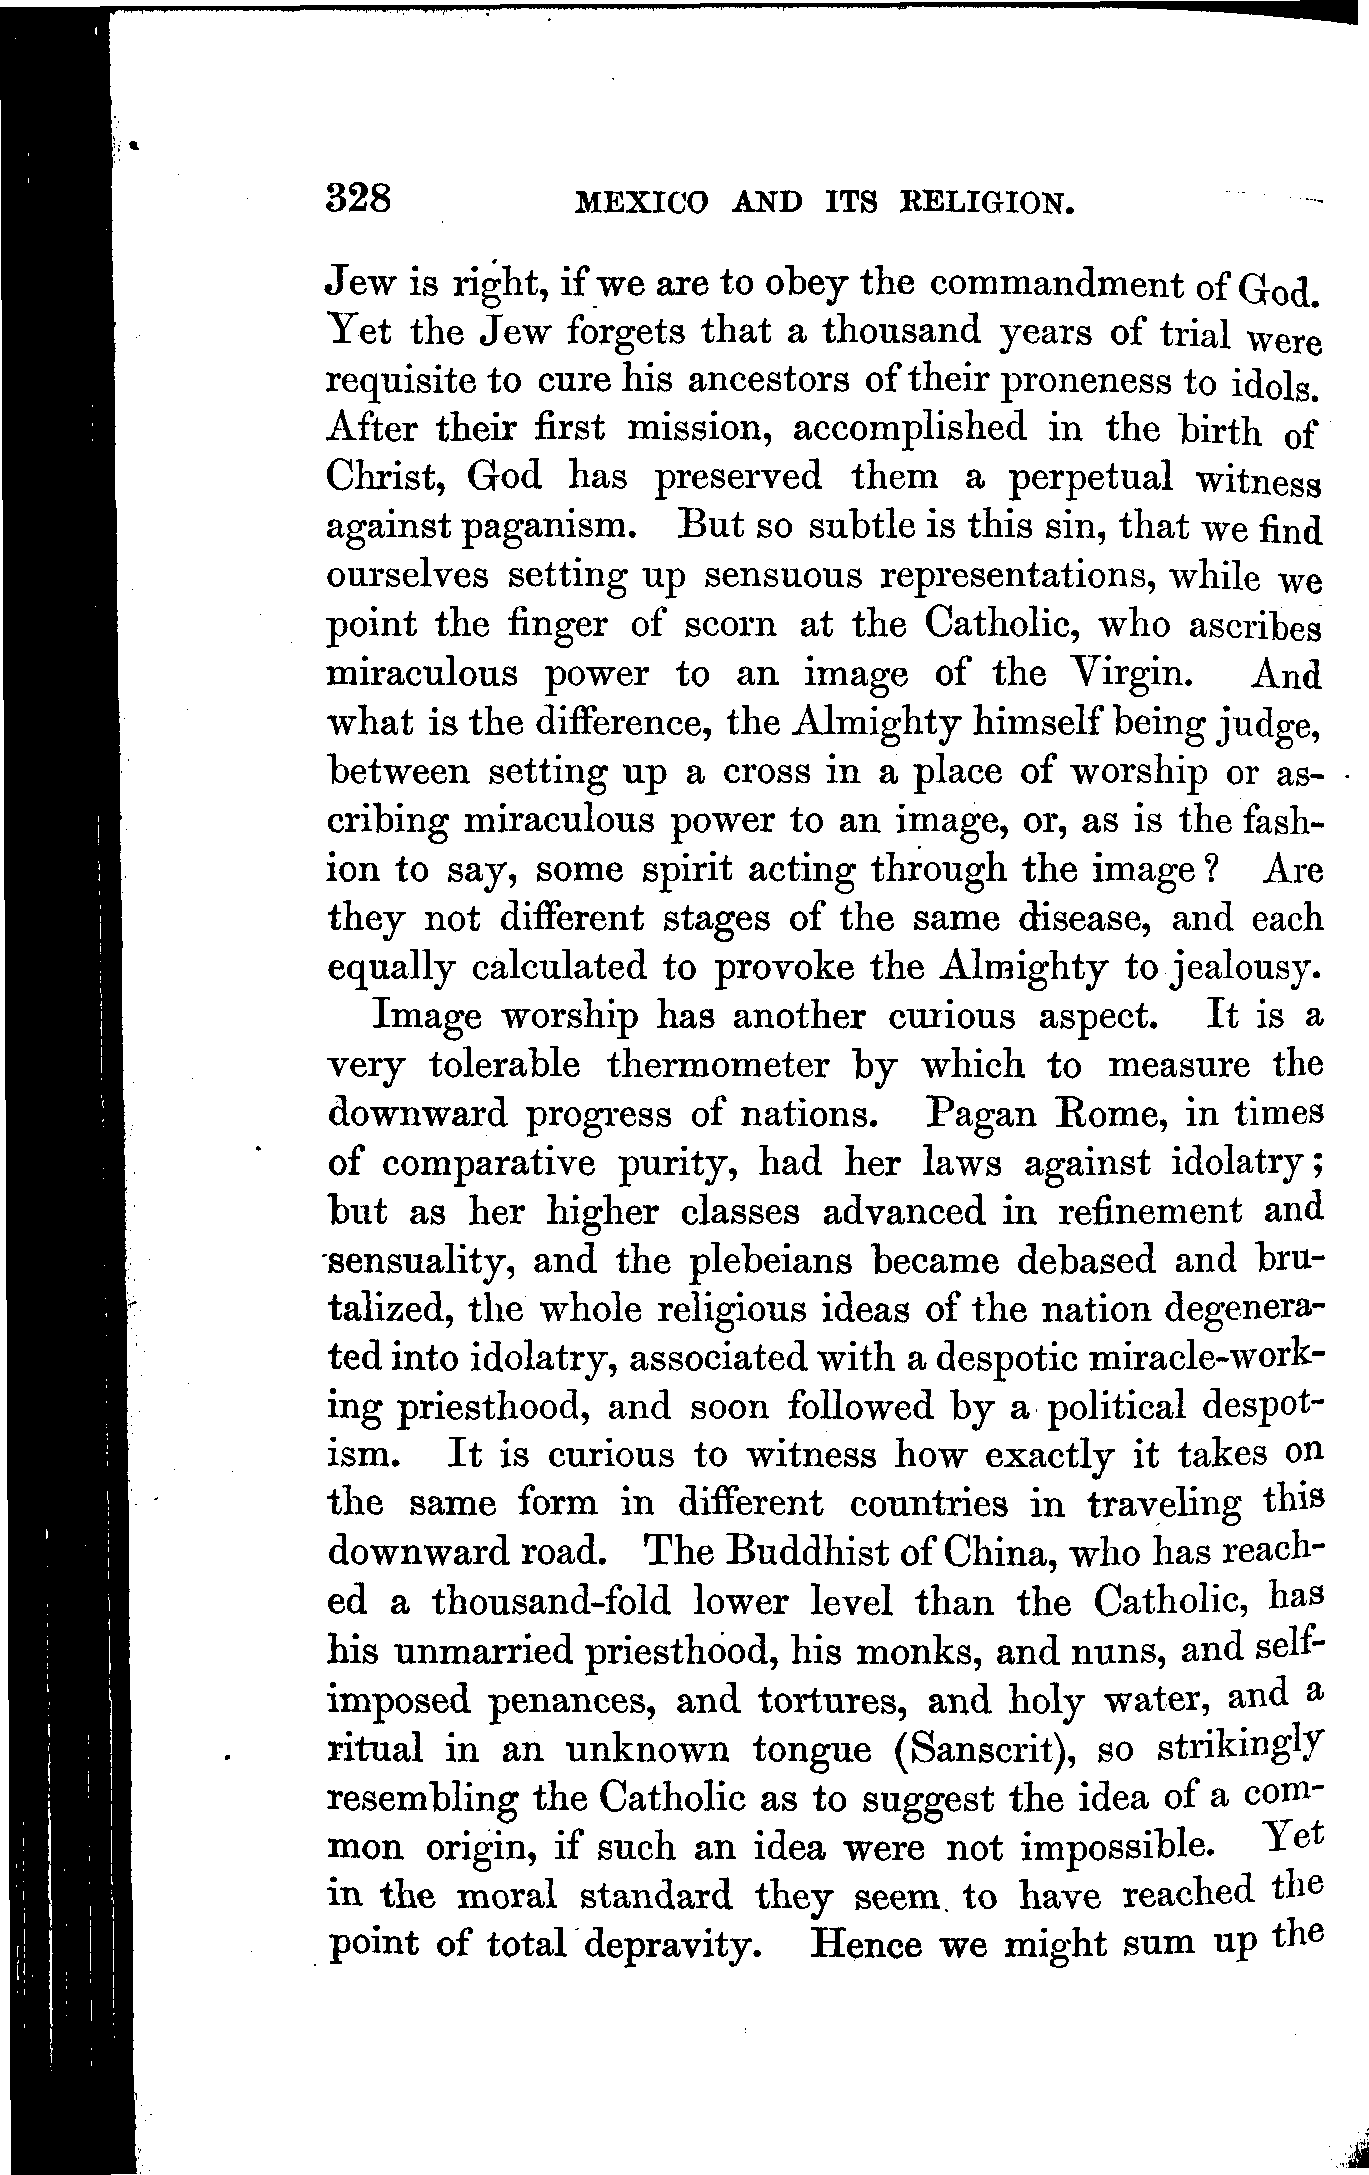 328 MEXICO AND ITS RELIGION.
Jew is right, if we are to obey the commandment of God.
Yet the Jew forgets that a thousand years of trial were
requisite to cure his ancestors of their proneness to idols.
After their first mission, accomplished in the birth of
Christ, God has preserved them a perpetual witness
against paganism. But so subtle is this sin, that we find
ourselves setting up sensuous representations, while we
point the finger of scorn at the Catholic, who ascribes
miraculous power to an image of the Virgin. And
what is the difference, the Almighty himself being judge,
between setting up a cross in a place of worship or as-
cribing miraculous power to an image, or, as is the fash-
ion to say, some spirit acting through the image? Are
they not different stages of the same disease, and each
equally calculated to provoke the Almighty to jealousy.
Image worship has another curious aspect. It is a
very tolerable thermometer by which to measure the
downward progress of nations. Pagan Rome, in times
of comparative purity, had her laws against idolatry;
but as her higher classes advanced in refinement and
sensuality, and the plebeians became debased and bru-
talized, the whole religious ideas of the nation degenera-
ted into idolatry, associated with a despotic miracle-work-
ing priesthood, and soon followed by a political despot-
ism. It is curious to witness how exactly it takes on
the same form in different countries in traveling this
downward road. The Buddhist of China, who has reach-
ed a thousand-fold lower level than the Catholic, has
his unmarried priesthood, his monks, and nuns, and self-
imposed penances, and tortures, and holy water, and a
ritual in an unknown tongue (Sanscrit), so strikingly
resembling the Catholic as to suggest the idea of a com-
mon origin, if such an idea were not impossible. Yet
in the moral standard they seem to have reached the
point of total depravity. Hence we might sum up the